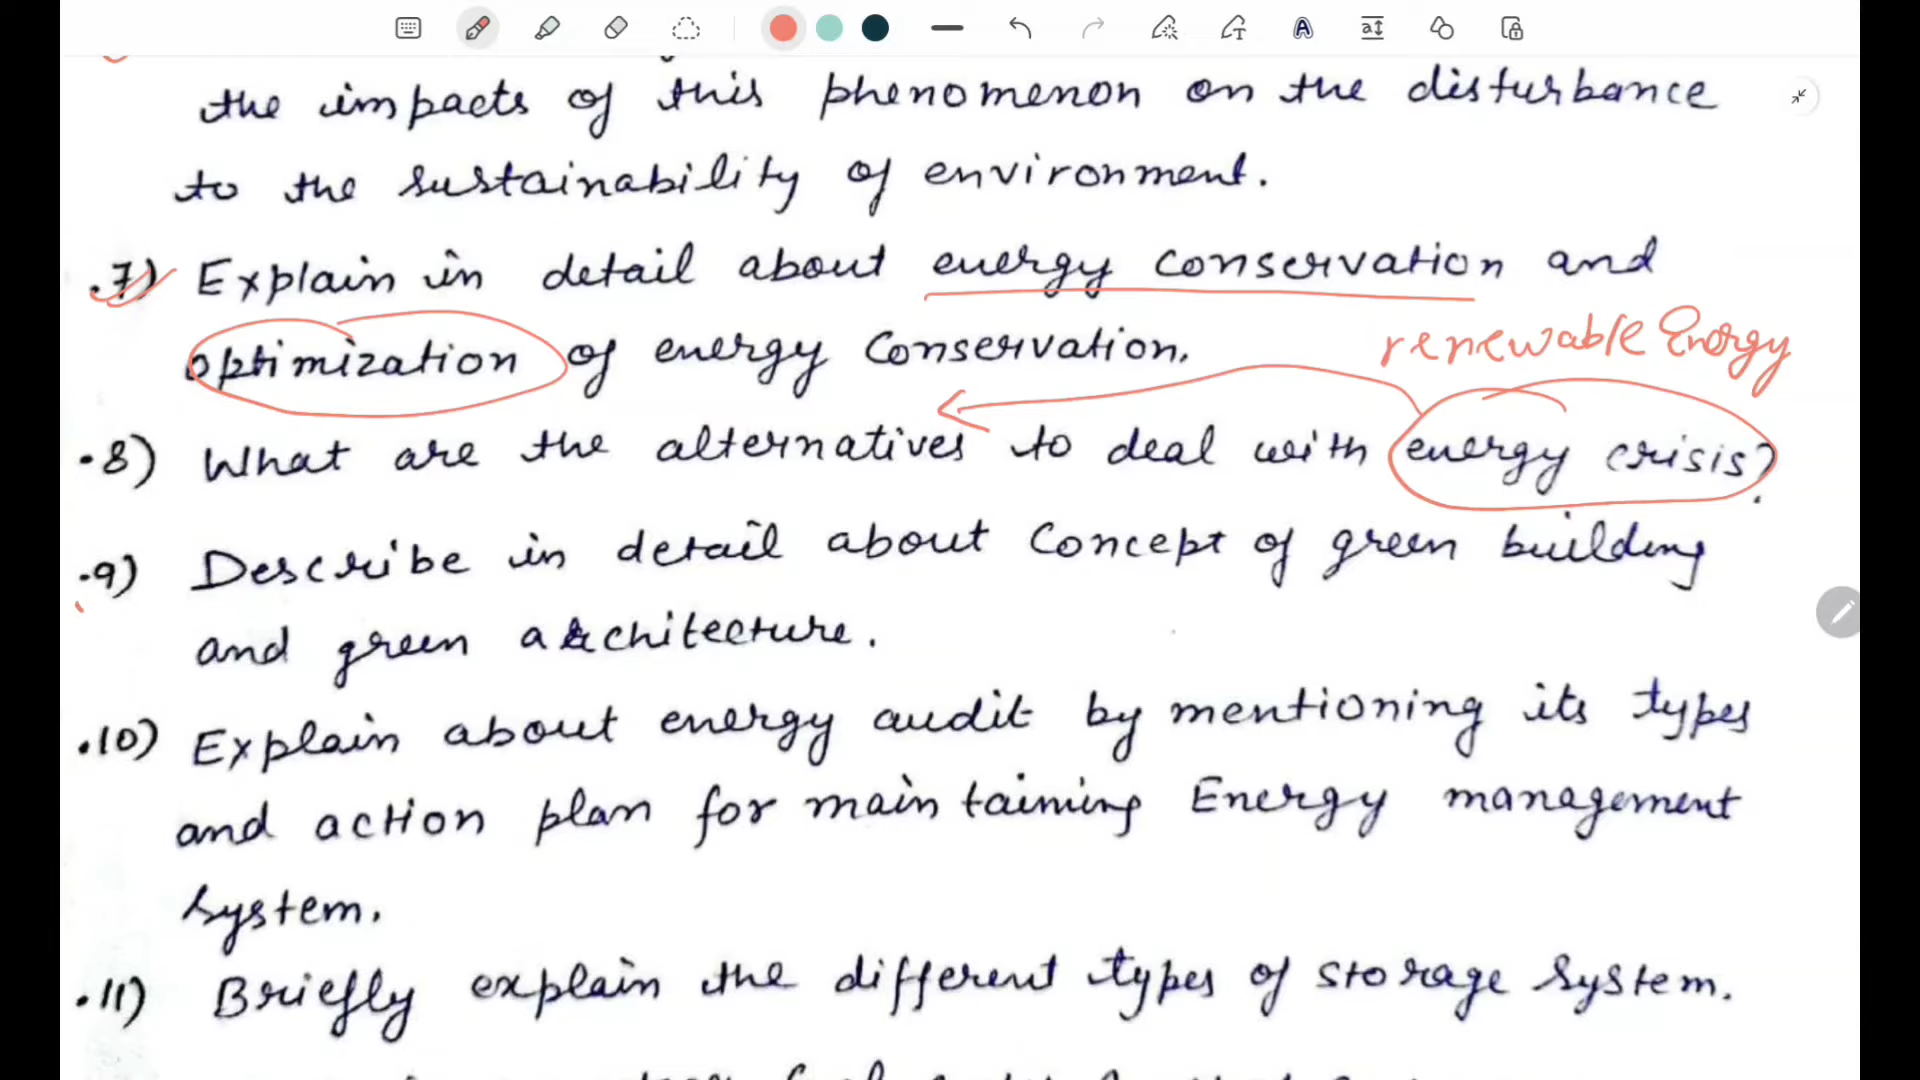 the impacts of this phenomenon on the disturbance
to the sustainability of environment.
.7) Explain in detail about energy conservation and
optimization of energy conservation.
renewable Energy
.8) What are the alternatives to deal with energy crisis?
.9) Describe in detail about concept of green building
and green architecture.
.10) Explain about energy audit by mentioning its types
and action plan for maintaining Energy management
system.
.11) Briefly explain the different types of storage system.